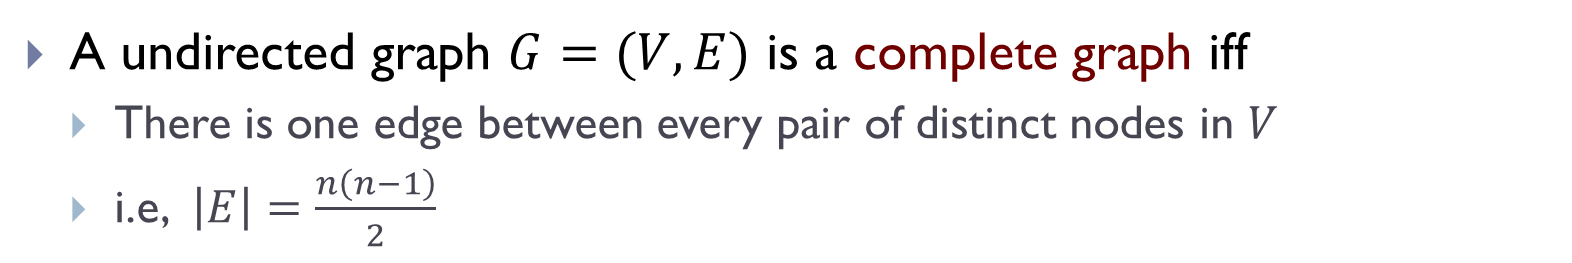 A undirected graph G = (V, E) is a complete graph iff
There is one edge between every pair of distinct nodes in V
i.e, |E| = n(n−1)/2